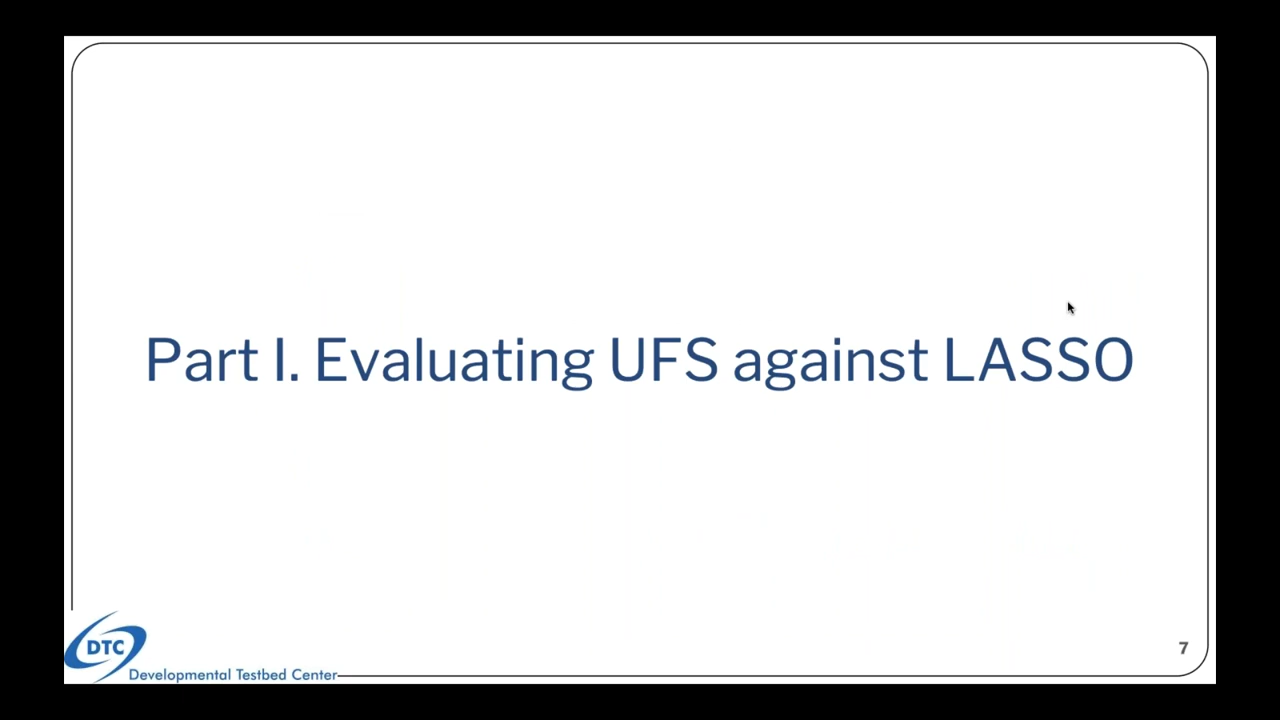 Part I. Evaluating UFS against LASSO
DTC
Developmental Testbed Center
7